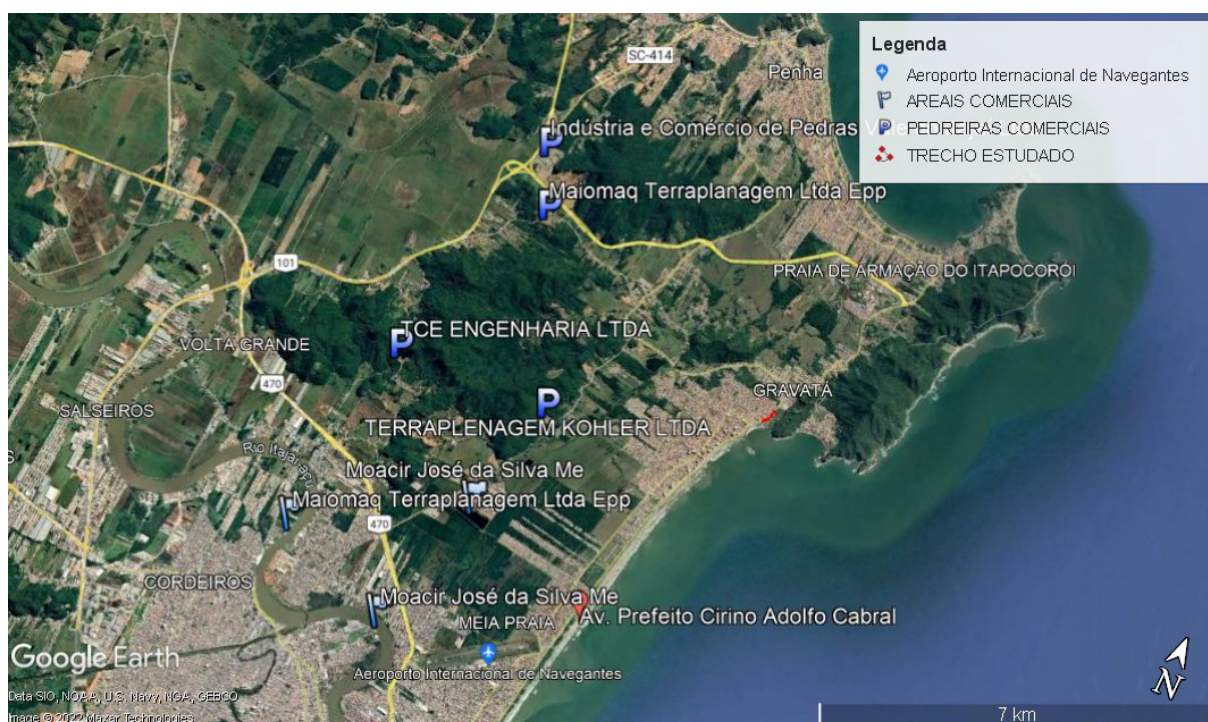 Legenda
Aeroporto Internacional de Navegantes
AREAIS COMERCIAIS
PEDREIRAS COMERCIAIS
TRECHO ESTUDADO
SC-414
Penha
Indústria e Comércio de Pedras
Maiomaq Terraplanagem Ltda Epp
101
PRAIA DE ARMAÇÃO DO ITAPOCORÓI
TCE ENGENHARIA LTDA
VOLTA GRANDE
470
GRAVATÁ
SALSEIROS
TERRAPLENAGEM KOHLER LTDA
Rio Itajaí açu
Moacir José da Silva Me
Maiomaq Terraplanagem Ltda Epp
470
CORDEIROS
Moacir José da Silva Me
MEIA PRAIA
Av. Prefeito Cirino Adolfo Cabral
Google Earth
Aeroporto Internacional de Navegantes
N
Data SIO, NOAA, U.S. Navy, NGA, GEBCO
Image © 2022 Maxar Technologies
7 km